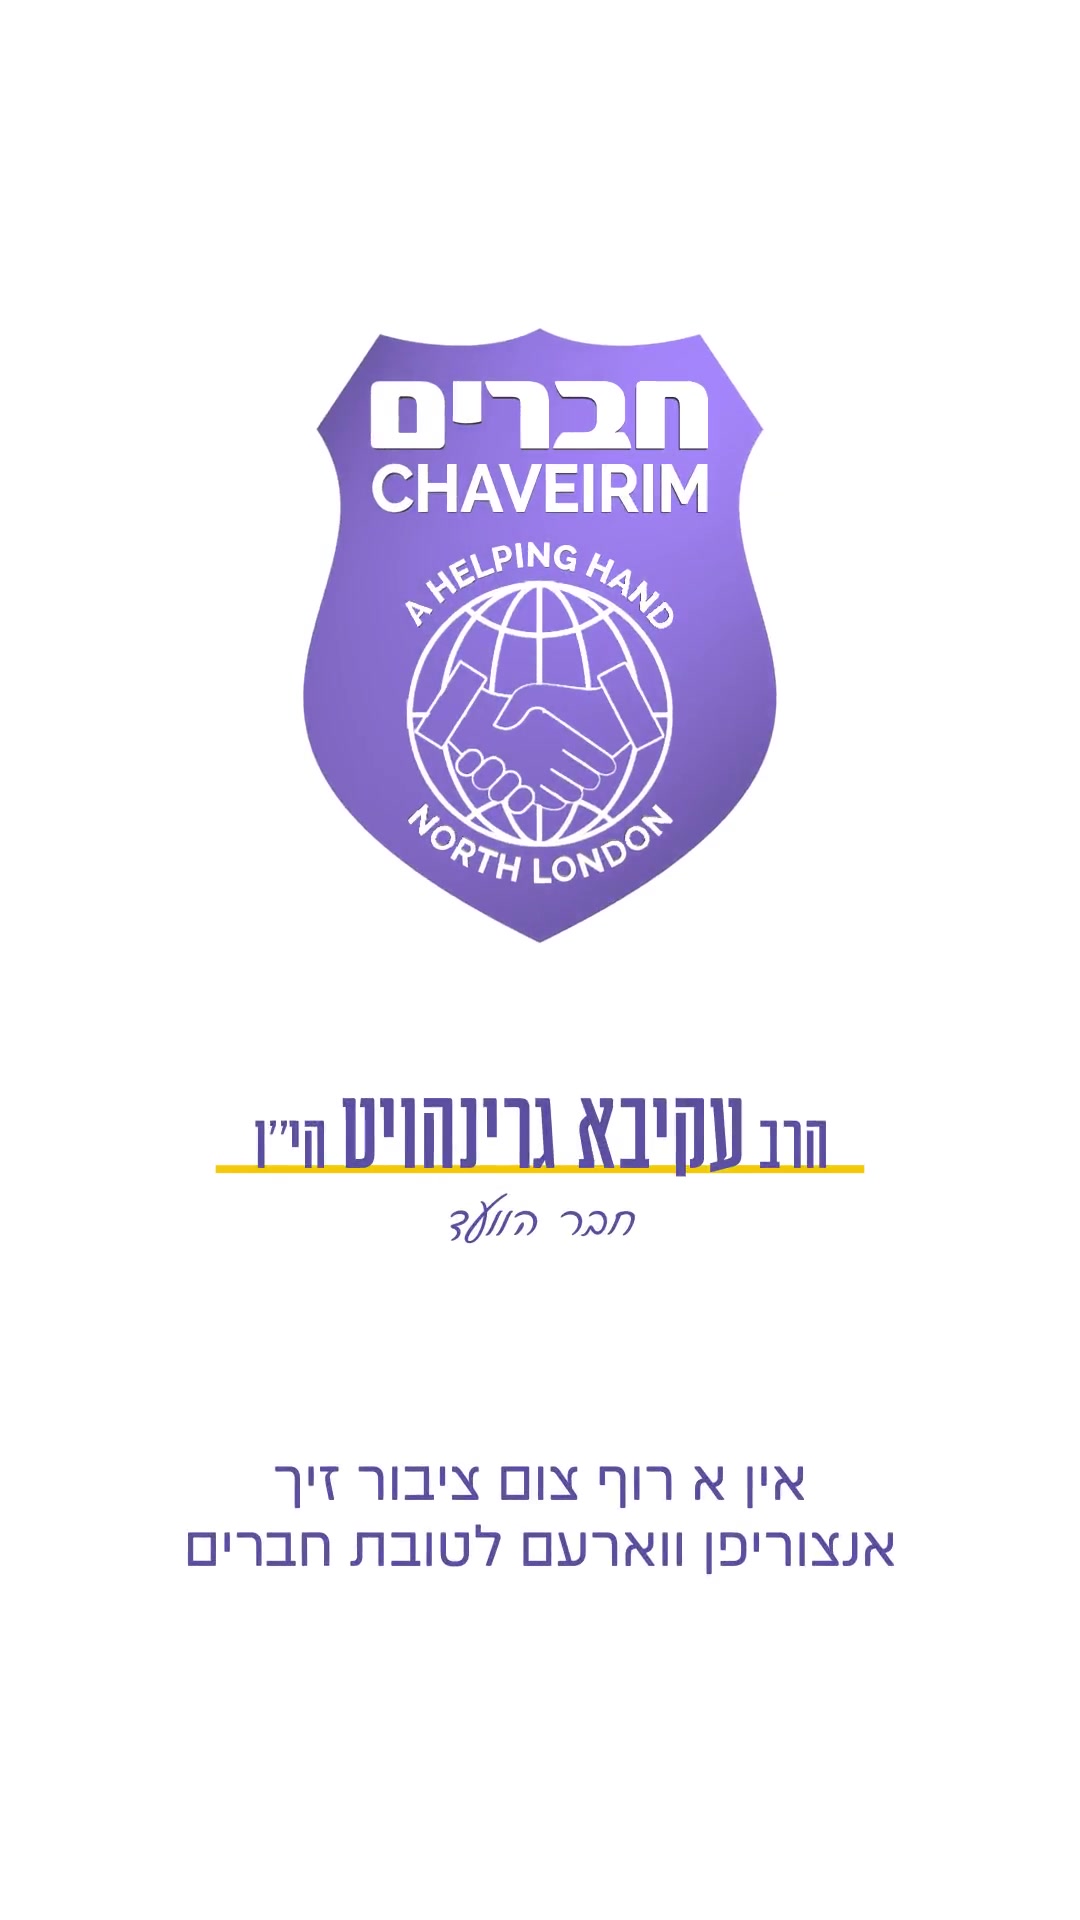 חברים
CHAVEIRIM
A HELPING HAND
NORTH LONDON
הרב עקיבא גרינהויט הי''ו
חבר הוועד
אין א רוף צום ציבור זיך
אנצוריפן ווארעם לטובת חברים